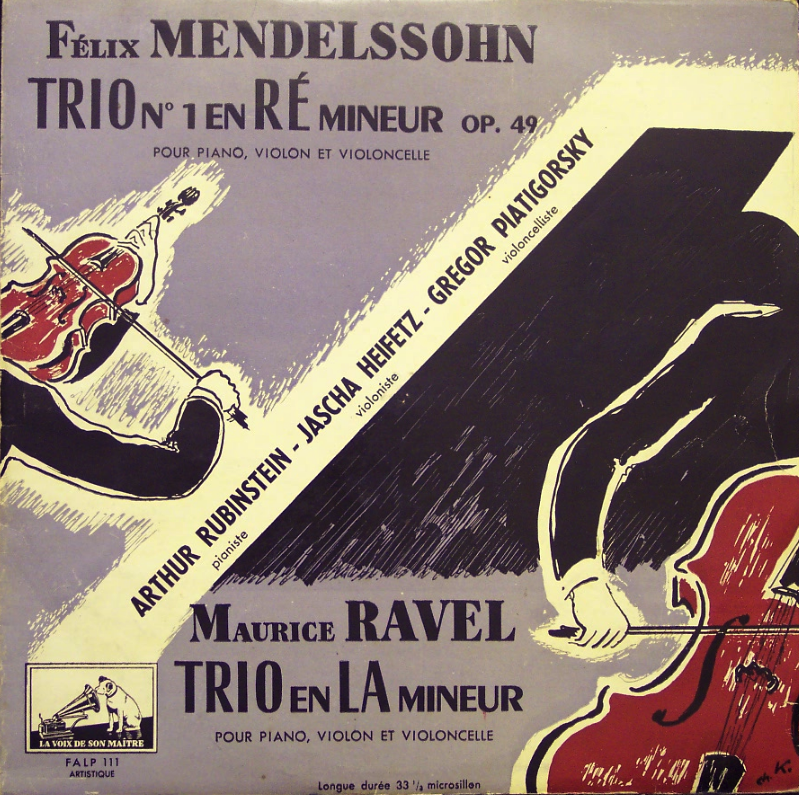 FÉLIX MENDELSSOHN
TRIO Nº 1 EN RÉ MINEUR OP. 49
POUR PIANO, VIOLON ET VIOLONCELLE
ARTHUR RUBINSTEIN - JASCHA HEIFETZ - GREGOR PIATIGORSKY
pianiste
violoniste
violoncelliste
MAURICE RAVEL
TRIO EN LA MINEUR
POUR PIANO, VIOLON ET VIOLONCELLE
LA VOIX DE SON MAÎTRE
FALP 111
ARTISTIQUE
Longue durée 33 1/3 microsillon